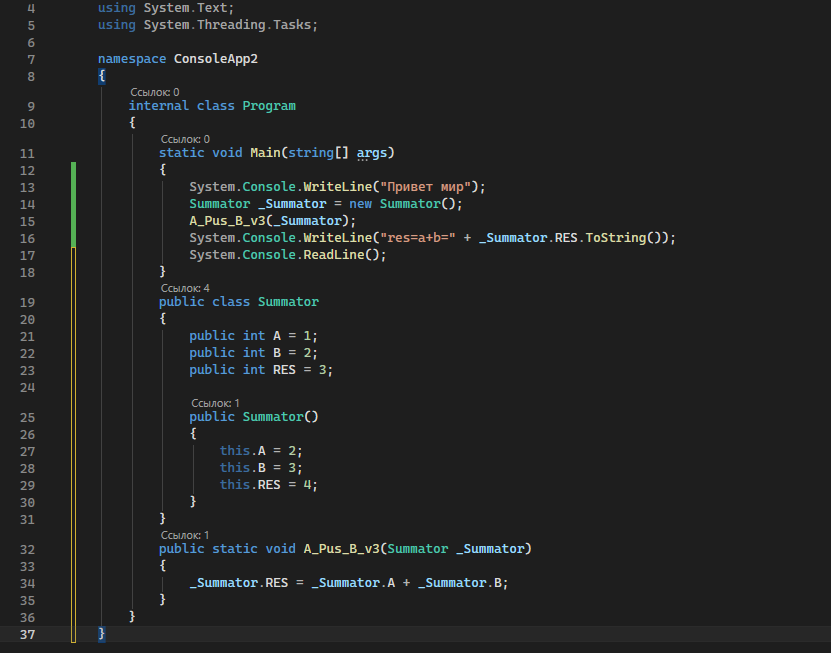 4 using System.Text;
5 using System.Threading.Tasks;
6
7 namespace ConsoleApp2
8 {
Ссылок: 0
9 internal class Program
10 {
Ссылок: 0
11 static void Main(string[] args)
12 {
13 System.Console.WriteLine("Привет мир");
14 Summator _Summator = new Summator();
15 A_Pus_B_v3(_Summator);
16 System.Console.WriteLine("res=a+b=" + _Summator.RES.ToString());
17 System.Console.ReadLine();
18 }
Ссылок: 4
19 public class Summator
20 {
21 public int A = 1;
22 public int B = 2;
23 public int RES = 3;
24
Ссылок: 1
25 public Summator()
26 {
27 this.A = 2;
28 this.B = 3;
29 this.RES = 4;
30 }
31 }
Ссылок: 1
32 public static void A_Pus_B_v3(Summator _Summator)
33 {
34 _Summator.RES = _Summator.A + _Summator.B;
35 }
36 }
37 }